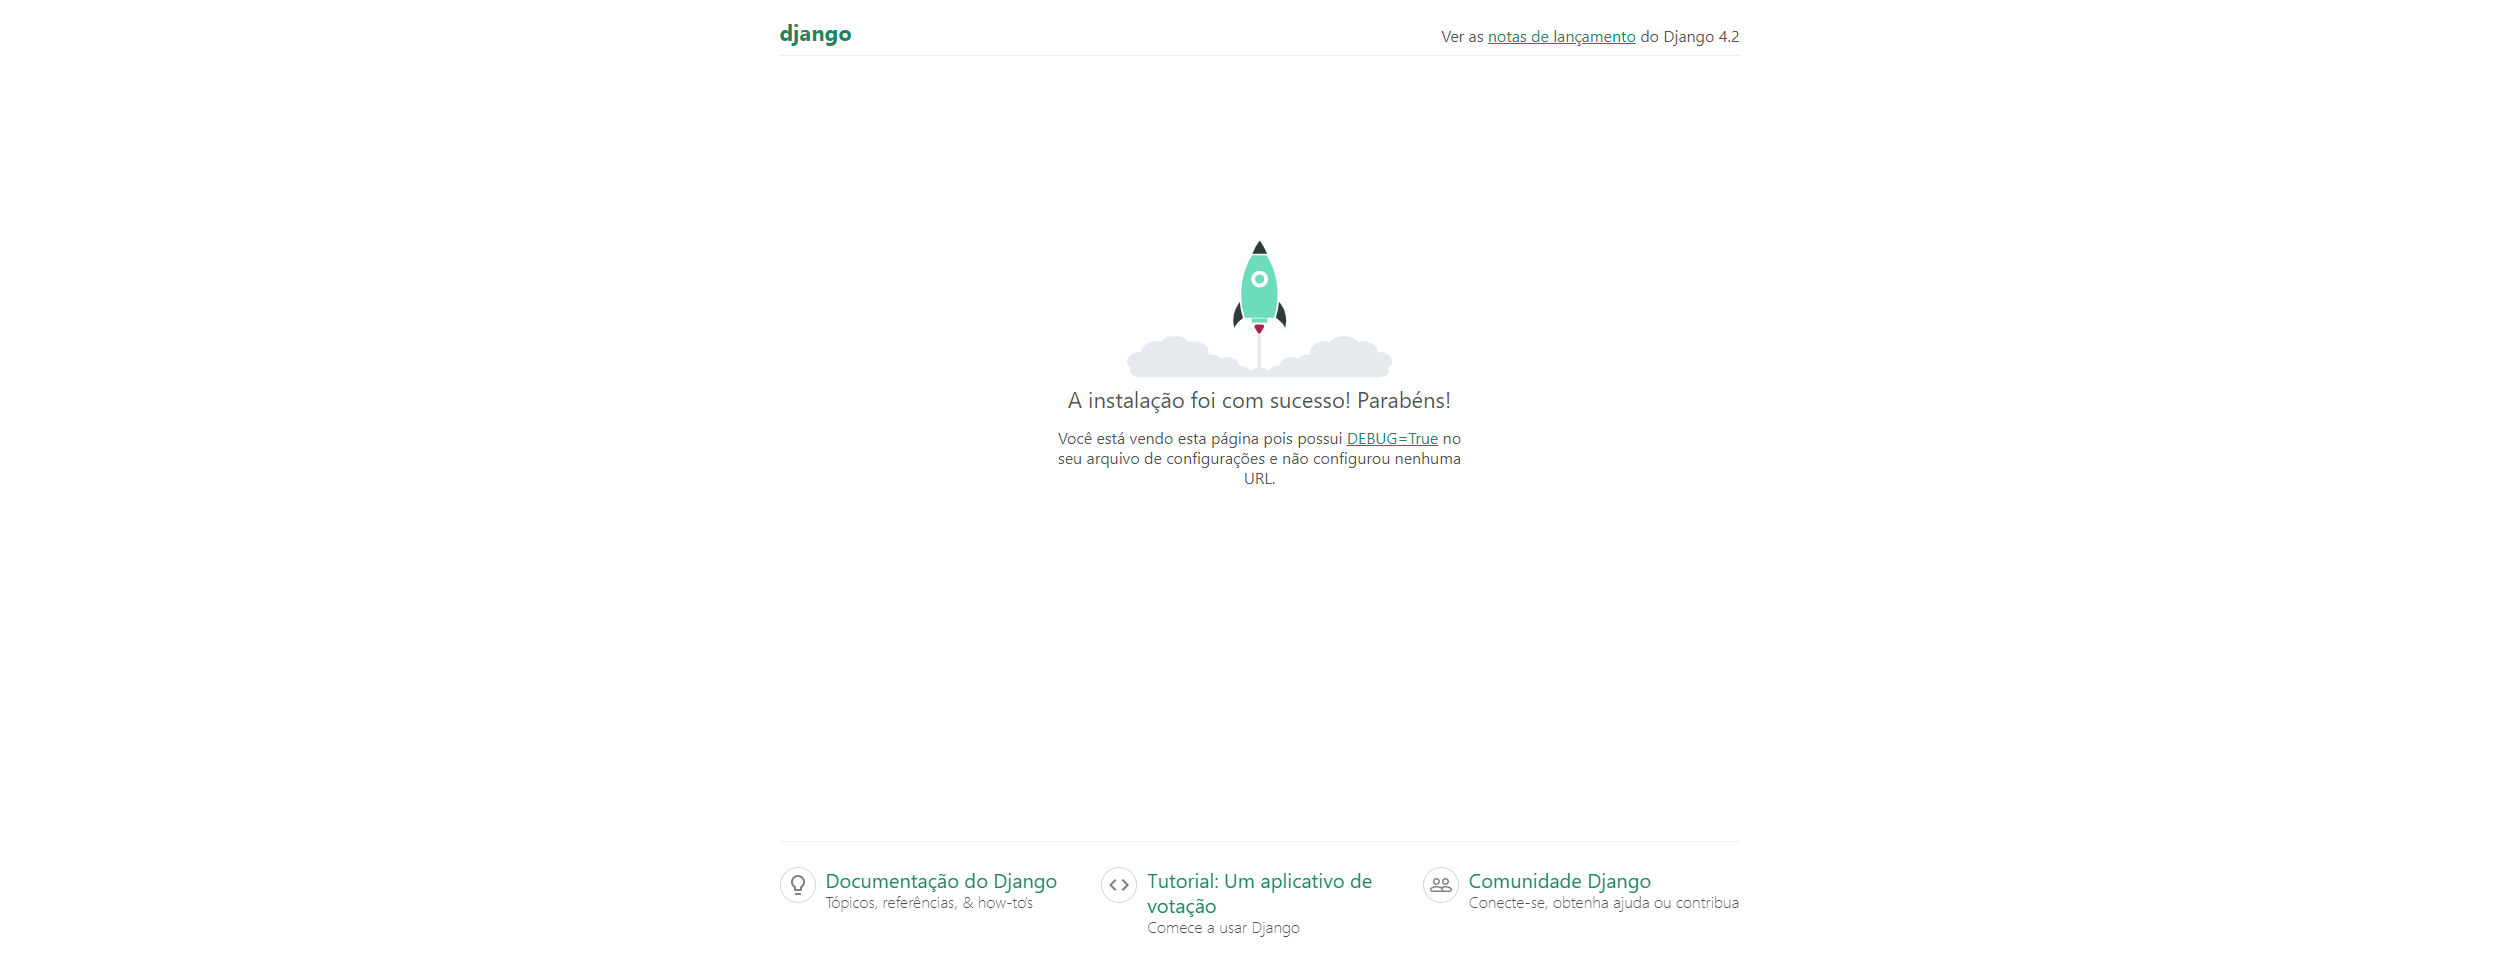 django
Ver as notas de lançamento do Django 4.2
A instalação foi com sucesso! Parabéns!
Você está vendo esta página pois possui DEBUG=True no
seu arquivo de configurações e não configurou nenhuma
URL.
Documentação do Django
Tópicos, referências, & how-to's
Tutorial: Um aplicativo de
votação
Comece a usar Django
Comunidade Django
Conecte-se, obtenha ajuda ou contribua